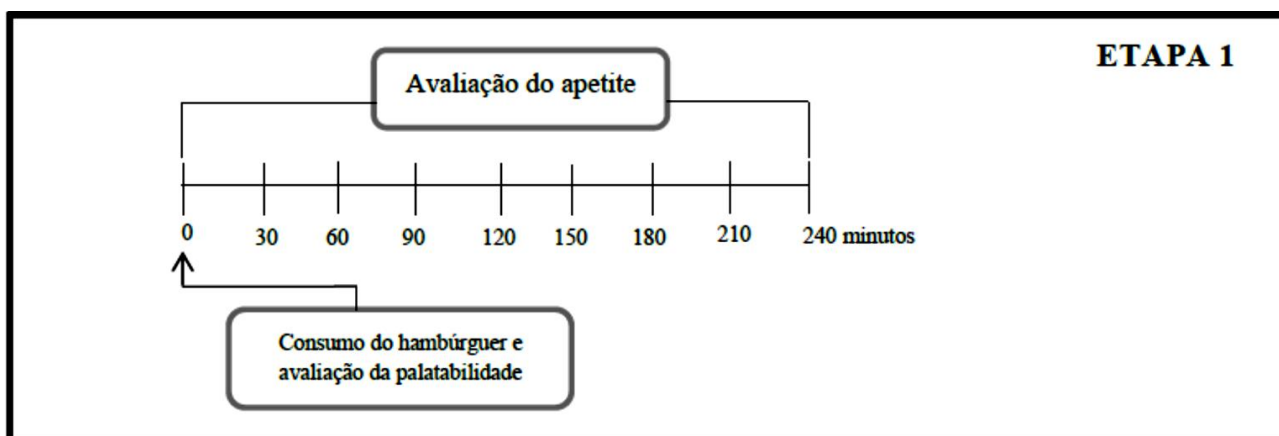 ETAPA 1
Avaliação do apetite
0 30 60 90 120 150 180 210 240 minutos
Consumo do hambúrguer e
avaliação da palatabilidade